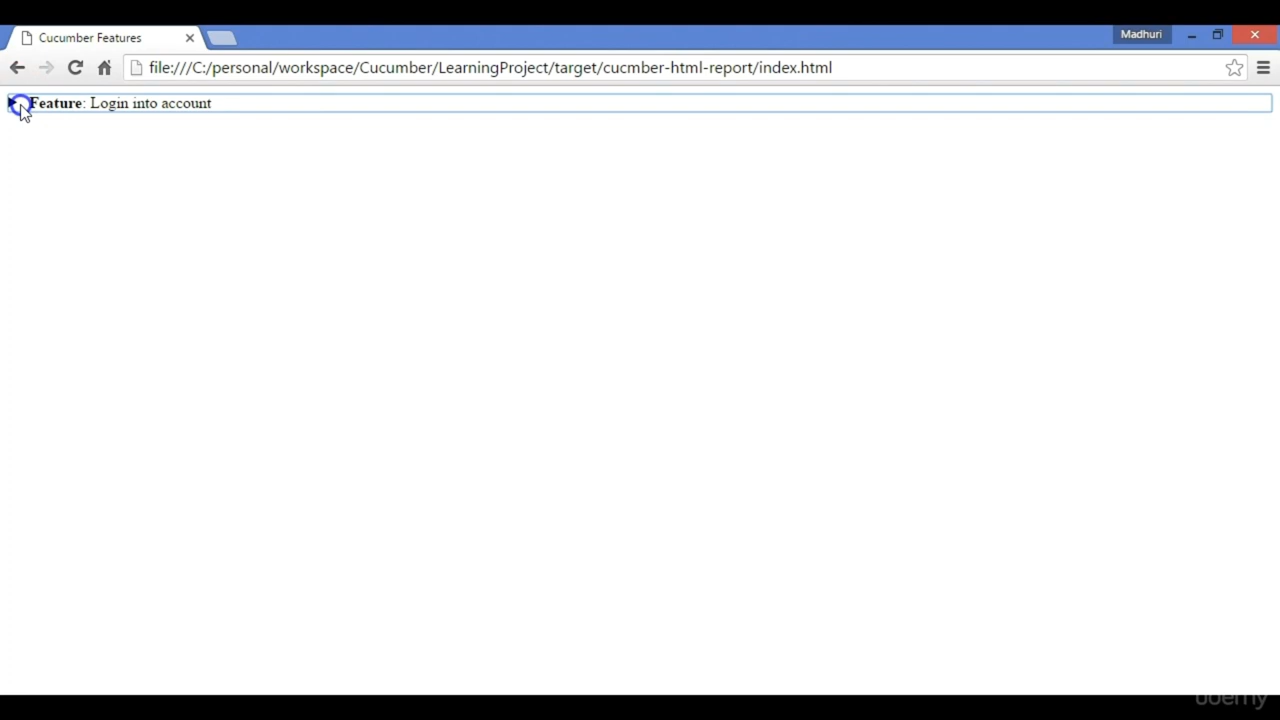 Cucumber Features
Madhuri
file:///C:/personal/workspace/Cucumber/LearningProject/target/cucmber-html-report/index.html
Feature: Login into account
udemy